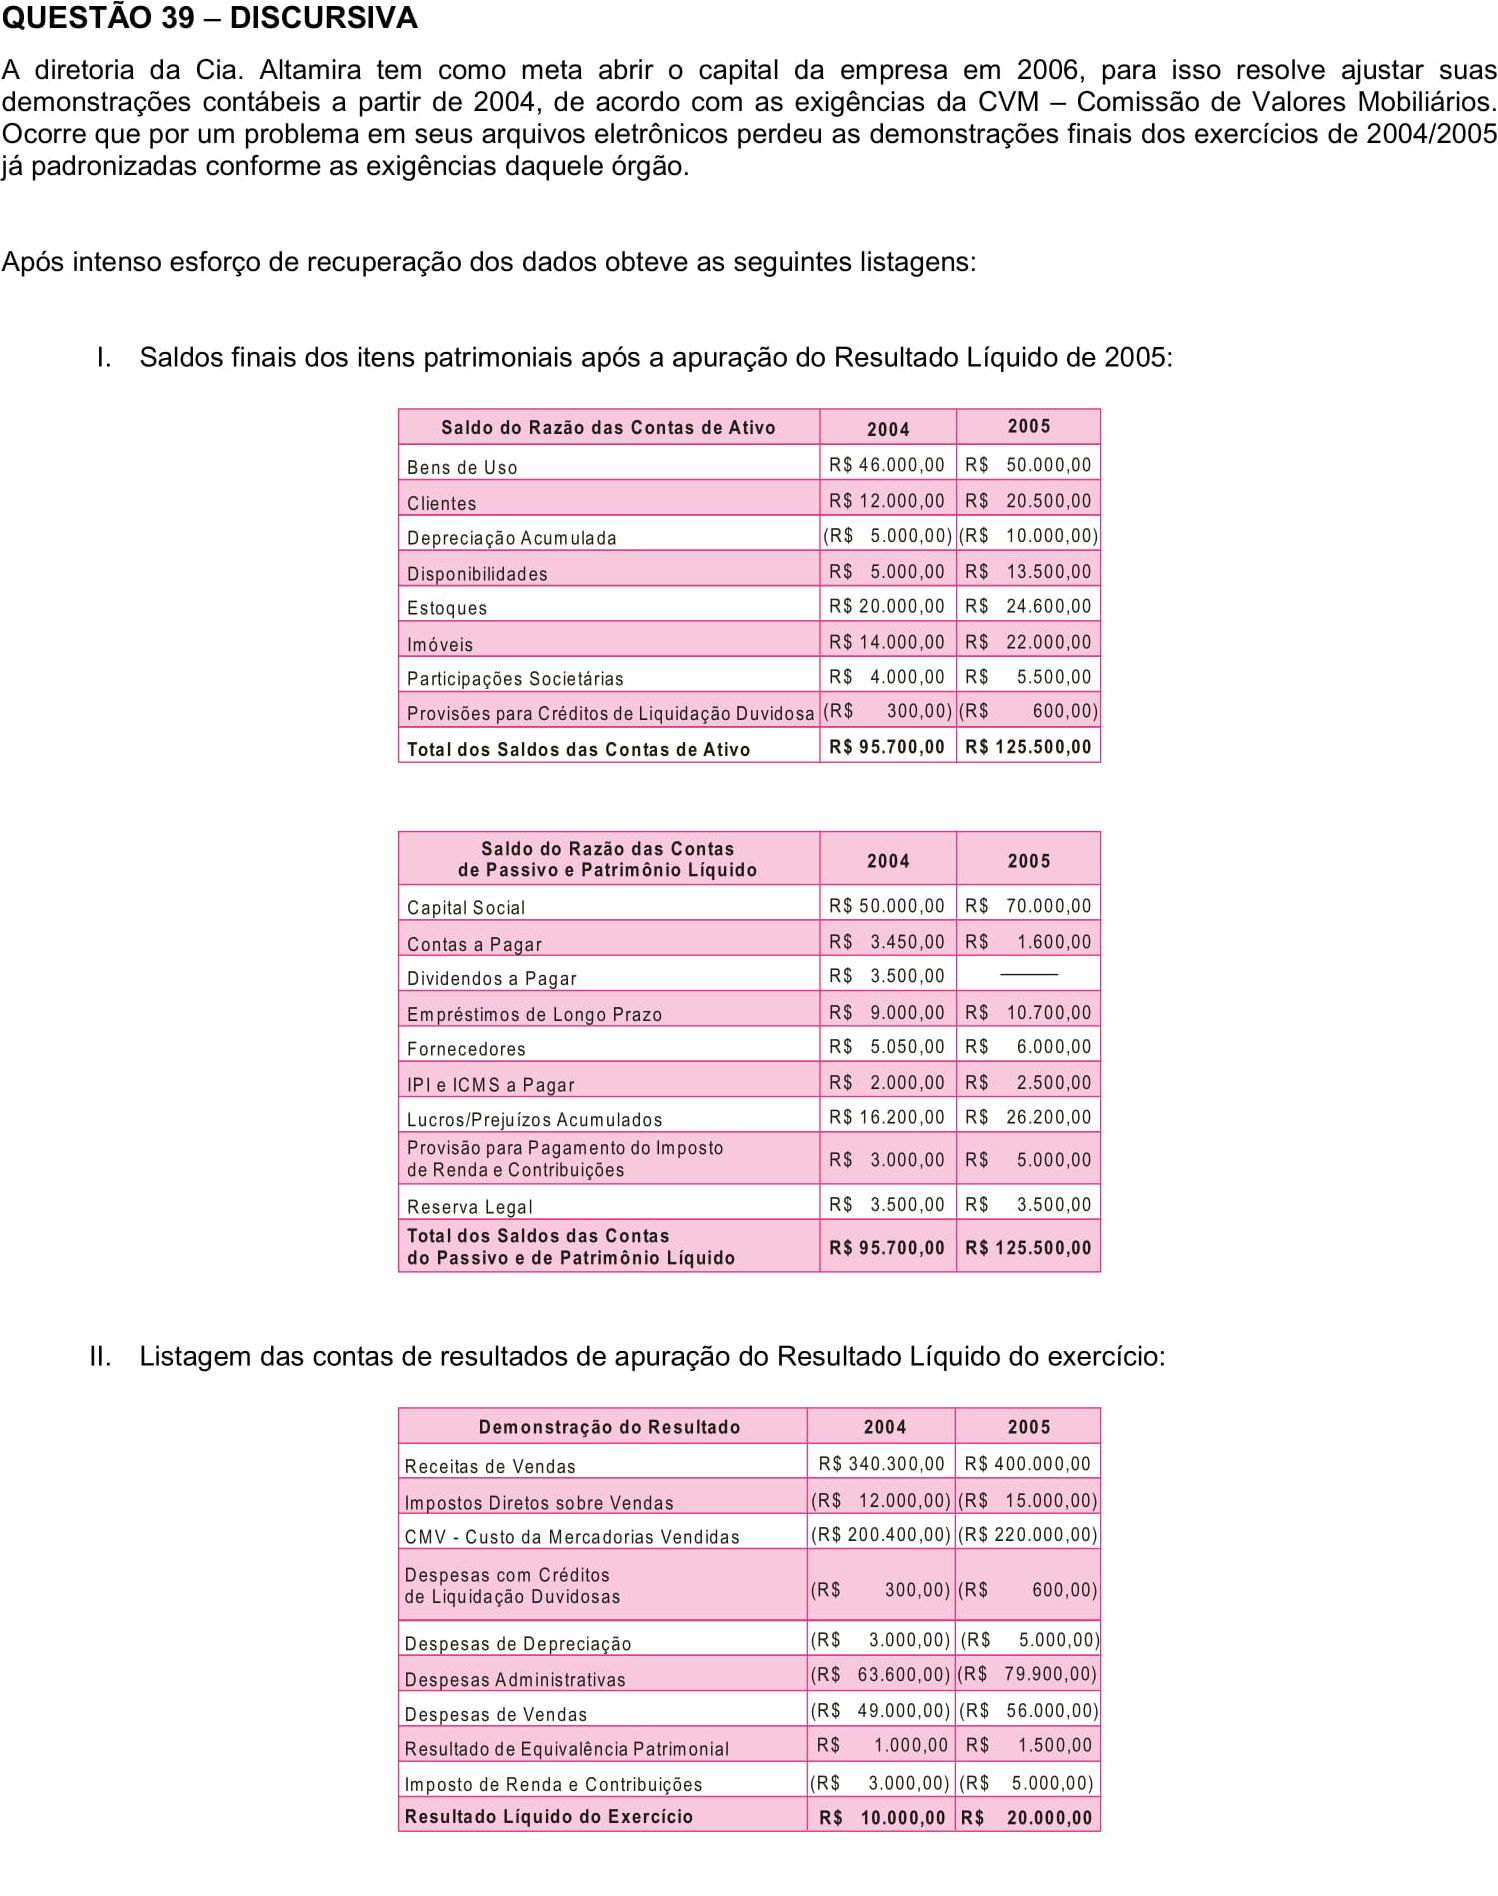 QUESTÃO 39 – DISCURSIVA
A diretoria da Cia. Altamira tem como meta abrir o capital da empresa em 2006, para isso resolve ajustar suas
demonstrações contábeis a partir de 2004, de acordo com as exigências da CVM – Comissão de Valores Mobiliários.
Ocorre que por um problema em seus arquivos eletrônicos perdeu as demonstrações finais dos exercícios de 2004/2005
já padronizadas conforme as exigências daquele órgão.
Após intenso esforço de recuperação dos dados obteve as seguintes listagens:
I. Saldos finais dos itens patrimoniais após a apuração do Resultado Líquido de 2005:
Saldo do Razão das Contas de Ativo 2004 2005
Bens de Uso R$ 46.000,00 R$ 50.000,00
Clientes R$ 12.000,00 R$ 20.500,00
Depreciação Acumulada (R$ 5.000,00) (R$ 10.000,00)
Disponibilidades R$ 5.000,00 R$ 13.500,00
Estoques R$ 20.000,00 R$ 24.600,00
Imóveis R$ 14.000,00 R$ 22.000,00
Participações Societárias R$ 4.000,00 R$ 5.500,00
Provisões para Créditos de Liquidação Duvidosa (R$ 300,00) (R$ 600,00)
Total dos Saldos das Contas de Ativo R$ 95.700,00 R$ 125.500,00
Saldo do Razão das Contas
de Passivo e Patrimônio Líquido 2004 2005
Capital Social R$ 50.000,00 R$ 70.000,00
Contas a Pagar R$ 3.450,00 R$ 1.600,00
Dividendos a Pagar R$ 3.500,00 ———
Empréstimos de Longo Prazo R$ 9.000,00 R$ 10.700,00
Fornecedores R$ 5.050,00 R$ 6.000,00
IPI e ICMS a Pagar R$ 2.000,00 R$ 2.500,00
Lucros/Prejuízos Acumulados R$ 16.200,00 R$ 26.200,00
Provisão para Pagamento do Imposto
de Renda e Contribuições R$ 3.000,00 R$ 5.000,00
Reserva Legal R$ 3.500,00 R$ 3.500,00
Total dos Saldos das Contas
do Passivo e de Patrimônio Líquido R$ 95.700,00 R$ 125.500,00
II. Listagem das contas de resultados de apuração do Resultado Líquido do exercício:
Demonstração do Resultado 2004 2005
Receitas de Vendas R$ 340.300,00 R$ 400.000,00
Impostos Diretos sobre Vendas (R$ 12.000,00) (R$ 15.000,00)
CMV - Custo da Mercadorias Vendidas (R$ 200.400,00) (R$ 220.000,00)
Despesas com Créditos
de Liquidação Duvidosas (R$ 300,00) (R$ 600,00)
Despesas de Depreciação (R$ 3.000,00) (R$ 5.000,00)
Despesas Administrativas (R$ 63.600,00) (R$ 79.900,00)
Despesas de Vendas (R$ 49.000,00) (R$ 56.000,00)
Resultado de Equivalência Patrimonial R$ 1.000,00 R$ 1.500,00
Imposto de Renda e Contribuições (R$ 3.000,00) (R$ 5.000,00)
Resultado Líquido do Exercício R$ 10.000,00 R$ 20.000,00